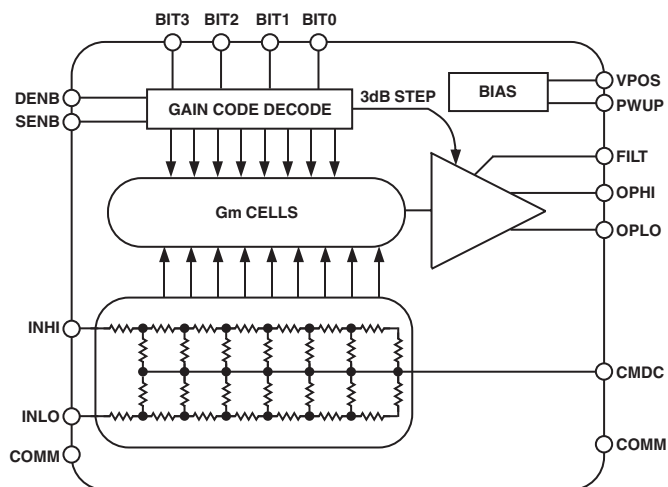 BIT3 BIT2 BIT1 BIT0
DENB
SENB
GAIN CODE DECODE
3dB STEP
BIAS
VPOS
PWUP
FILT
OPHI
OPLO
Gm CELLS
INHI
INLO
COMM
CMDC
COMM